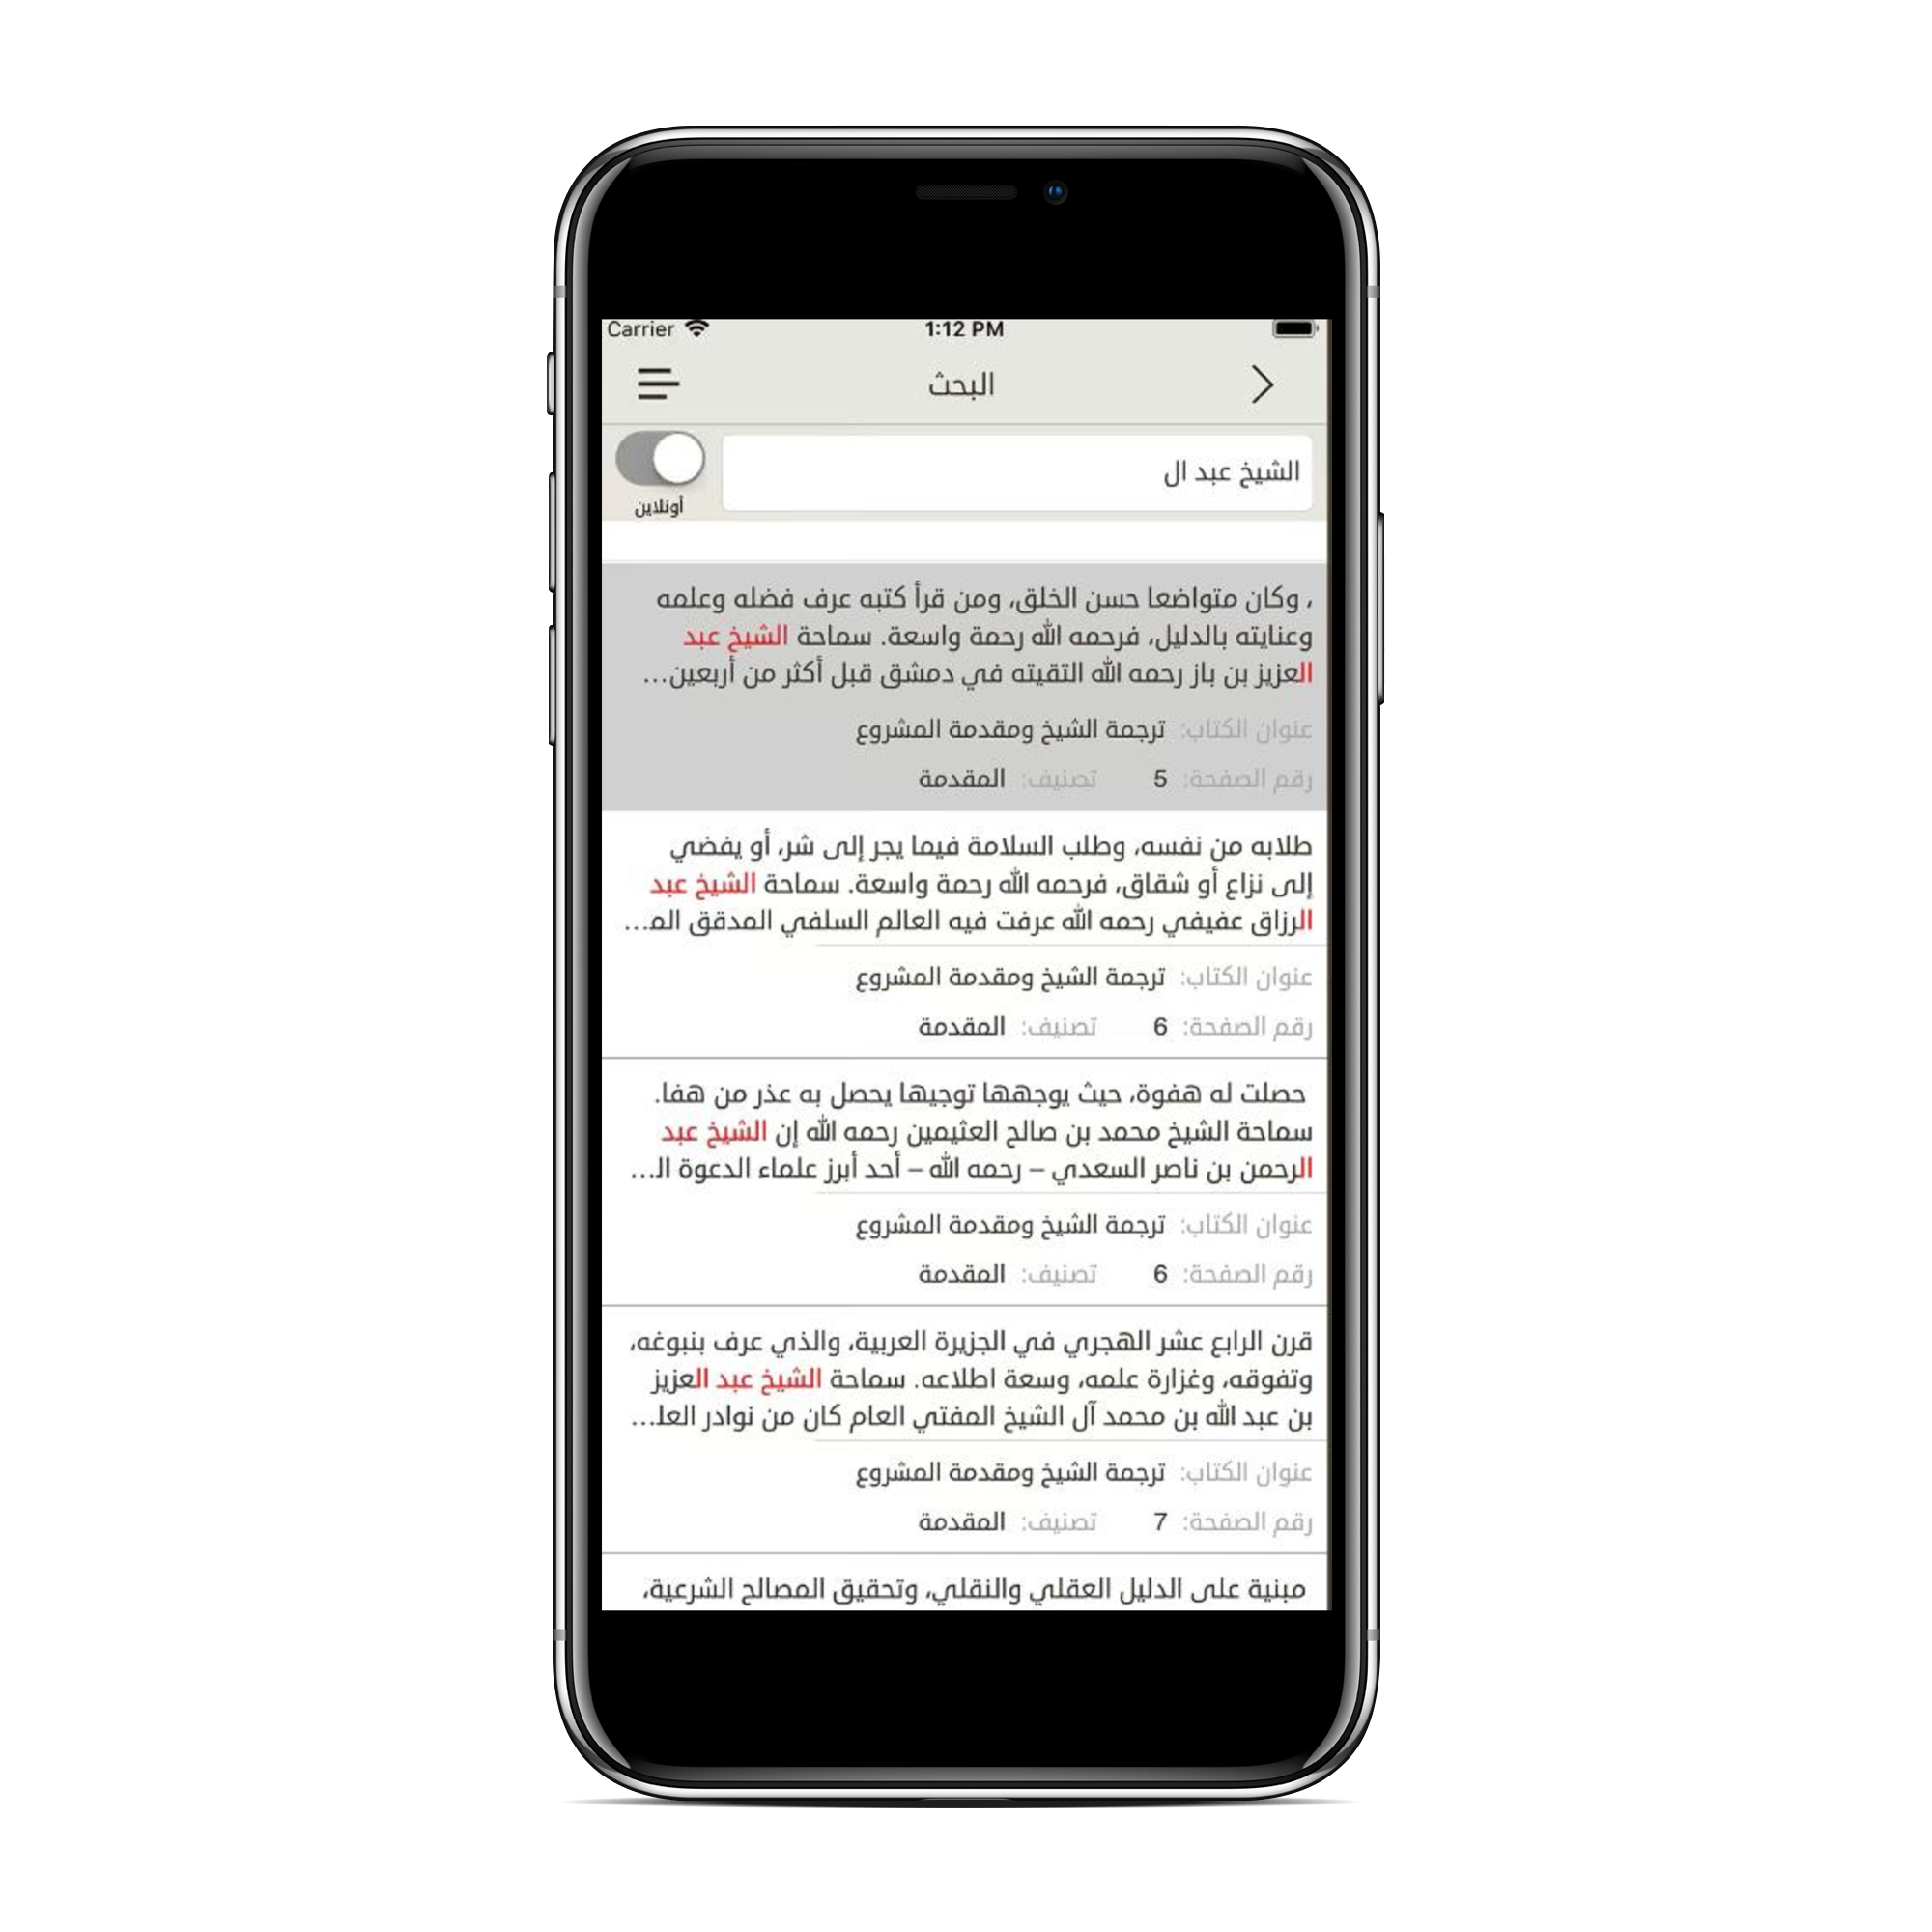 Carrier 1:12 PM
البحث
الشيخ عبد ال
أونلاين
، وكان متواضعا حسن الخلق، ومن قرأ كتبه عرف فضله وعلمه
وعنايته بالدليل، فرحمه الله رحمة واسعة. سماحة الشيخ عبد
العزيز بن باز رحمه الله التقيته في دمشق قبل أكثر من أربعين...
عنوان الكتاب: ترجمة الشيخ ومقدمة المشروع
رقم الصفحة: 5 تصنيف: المقدمة
طلابه من نفسه، وطلب السلامة فيما يجر إلى شر، أو يفضي
إلى نزاع أو شقاق، فرحمه الله رحمة واسعة. سماحة الشيخ عبد
الرزاق عفيفي رحمه الله عرفت فيه العالم السلفي المدقق الم...
عنوان الكتاب: ترجمة الشيخ ومقدمة المشروع
رقم الصفحة: 6 تصنيف: المقدمة
حصلت له هفوة، حيث يوجهها توجيها يحصل به عذر من هفا.
سماحة الشيخ محمد بن صالح العثيمين رحمه الله إن الشيخ عبد
الرحمن بن ناصر السعدي – رحمه الله – أحد أبرز علماء الدعوة ال...
عنوان الكتاب: ترجمة الشيخ ومقدمة المشروع
رقم الصفحة: 6 تصنيف: المقدمة
قرن الرابع عشر الهجري في الجزيرة العربية، والذي عرف بنبوغه،
وتفوقه، وغزارة علمه، وسعة اطلاعه. سماحة الشيخ عبد العزيز
بن عبد الله بن محمد آل الشيخ المفتي العام كان من نوادر العل...
عنوان الكتاب: ترجمة الشيخ ومقدمة المشروع
رقم الصفحة: 7 تصنيف: المقدمة
مبنية على الدليل العقلي والنقلي، وتحقيق المصالح الشرعية،